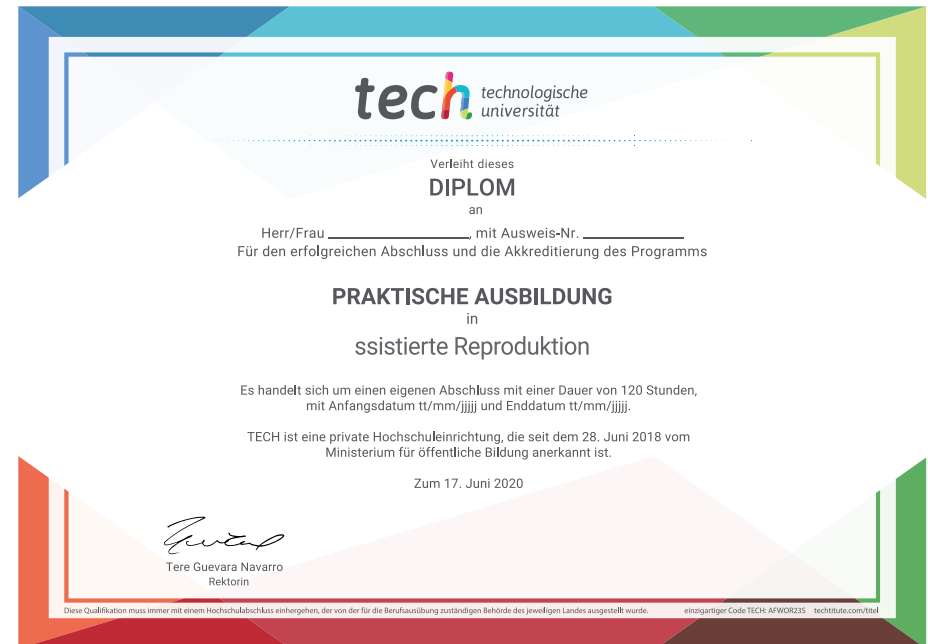 tech technologische
universität
Verleiht dieses
DIPLOM
an
Herr/Frau ____________, mit Ausweis-Nr. ____________
Für den erfolgreichen Abschluss und die Akkreditierung des Programms
PRAKTISCHE AUSBILDUNG
in
ssistierte Reproduktion
Es handelt sich um einen eigenen Abschluss mit einer Dauer von 120 Stunden,
mit Anfangsdatum tt/mm/jjjjj und Enddatum tt/mm/jjjjj.
TECH ist eine private Hochschuleinrichtung, die seit dem 28. Juni 2018 vom
Ministerium für öffentliche Bildung anerkannt ist.
Zum 17. Juni 2020
Tere Guevara Navarro
Rektorin
Diese Qualifikation muss immer mit einem Hochschulabschluss einhergehen, der von der für die Berufsausübung zuständigen Behörde des jeweiligen Landes ausgestellt wurde. einzigartiger Code TECH: AFWOR23S techtitute.com/titel